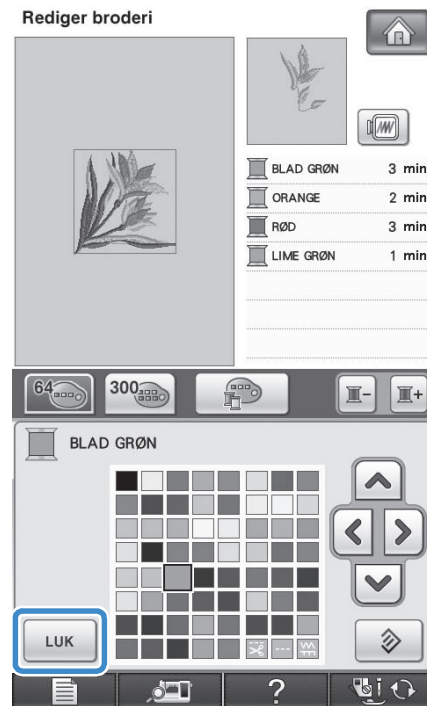 Rediger broderi
BLAD GRØN 3 min
ORANGE 2 min
RØD 3 min
LIME GRØN 1 min
64 300 - +
BLAD GRØN
LUK
?